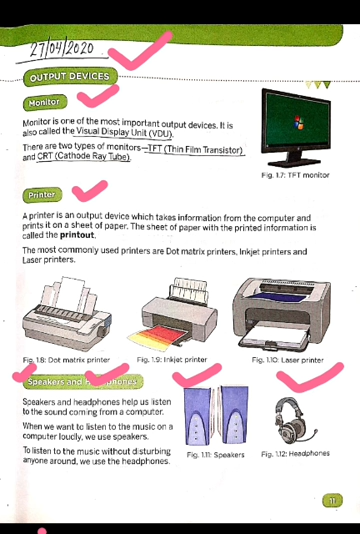 27/04/2020
OUTPUT DEVICES
Monitor
Monitor is one of the most important output devices. It is
also called the Visual Display Unit (VDU).
There are two types of monitors—TFT (Thin Film Transistor)
and CRT (Cathode Ray Tube).
Fig. 1.7: TFT monitor
Printer
A printer is an output device which takes information from the computer and
prints it on a sheet of paper. The sheet of paper with the printed information is
called the printout.
The most commonly used printers are Dot matrix printers, Inkjet printers and
Laser printers.
Fig. 1.8: Dot matrix printer
Fig. 1.9: Inkjet printer
Fig. 1.10: Laser printer
Speakers and Headphones
Speakers and headphones help us listen
to the sound coming from a computer.
When we want to listen to the music on a
computer loudly, we use speakers.
To listen to the music without disturbing
anyone around, we use the headphones.
Fig. 1.11: Speakers
Fig. 1.12: Headphones
11